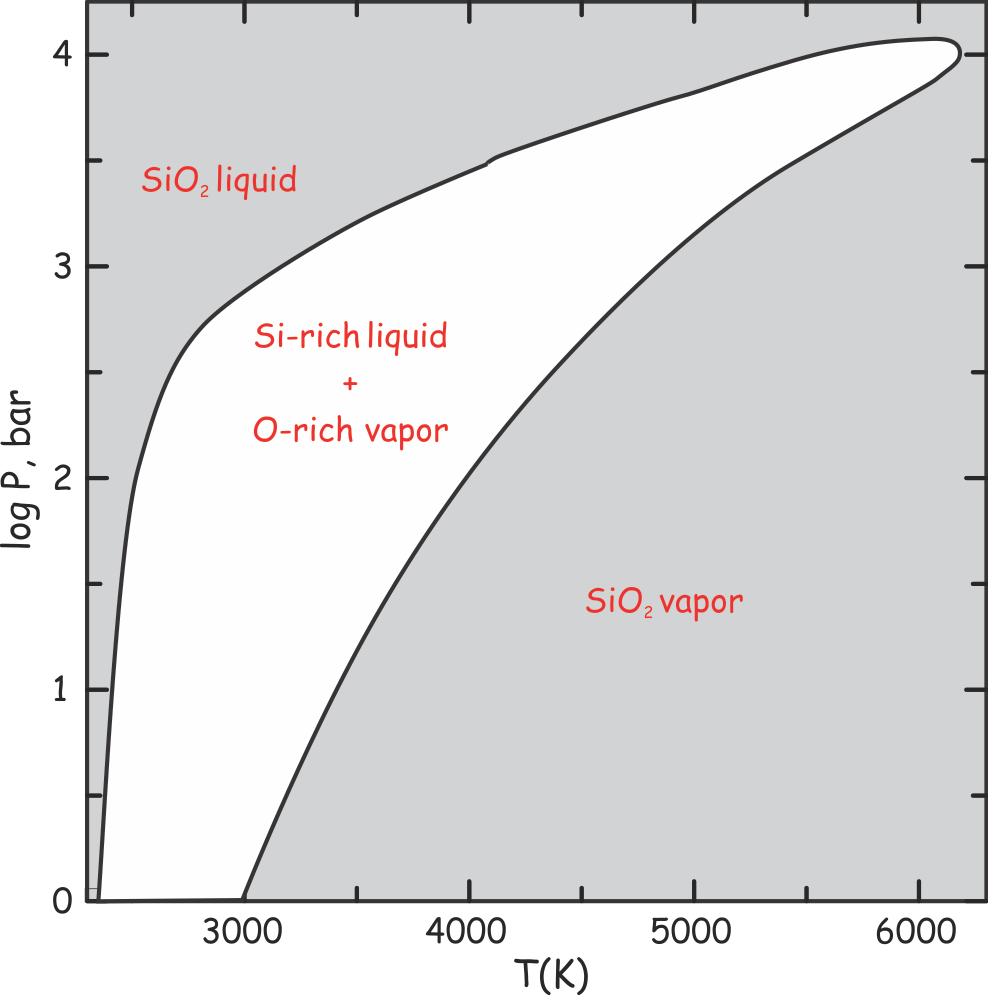 4
SiO₂ liquid
3
Si-rich liquid
+
O-rich vapor
log P, bar
2
SiO₂ vapor
1
0
3000 4000 5000 6000
T(K)